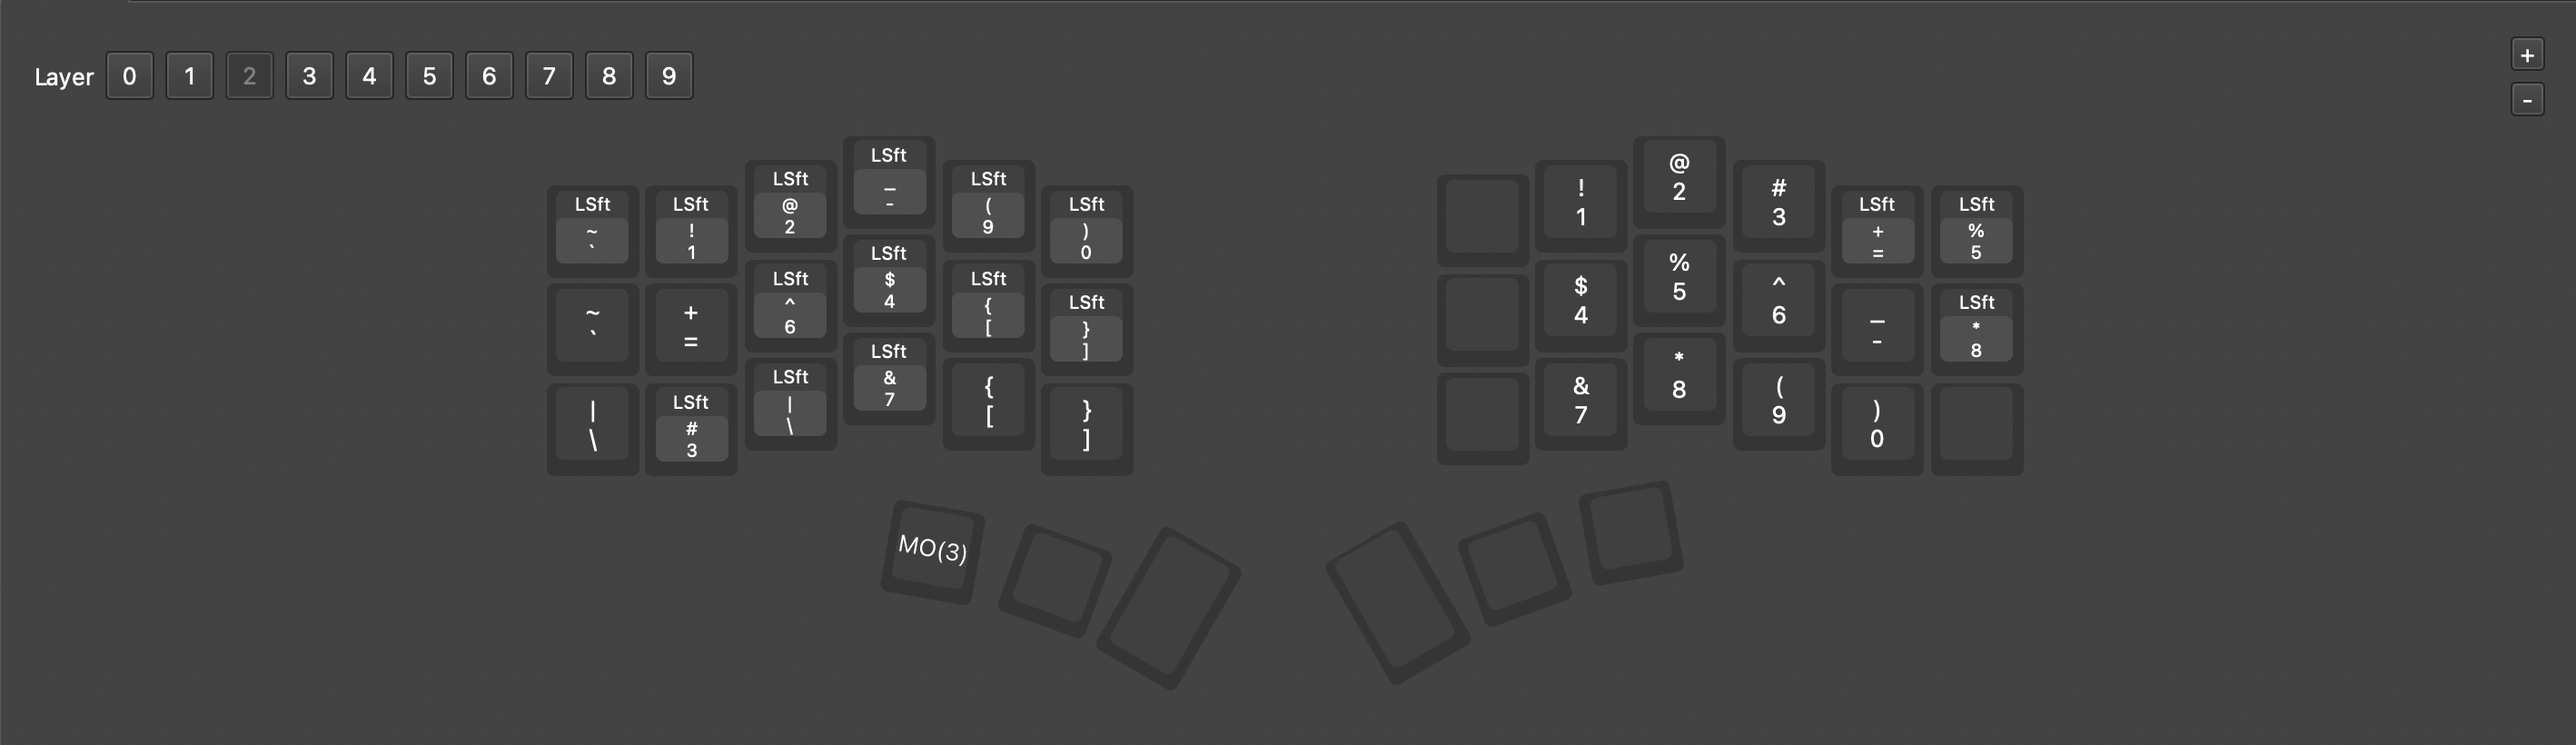 Layer 0 1 2 3 4 5 6 7 8 9
+
-
LSft ~ ` LSft ! 1 LSft @ 2 LSft _ - LSft ( 9 LSft ) 0 ! 1 @ 2 # 3 LSft + = LSft % 5
~ ` + = LSft ^ 6 LSft $ 4 LSft { [ LSft } ] $ 4 % 5 ^ 6 _ - LSft * 8
| \ LSft # 3 LSft | \ LSft & 7 { [ } ] & 7 * 8 ( 9 ) 0
MO(3)